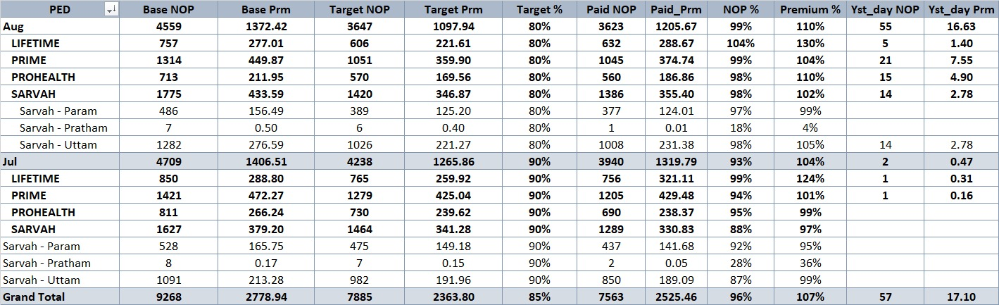 PED Base NOP Base Prm Target NOP Target Prm Target % Paid NOP Paid_Prm NOP % Premium % Yst_day NOP Yst_day Prm
Aug 4559 1372.42 3647 1097.94 80% 3623 1205.67 99% 110% 55 16.63
LIFETIME 757 277.01 606 221.61 80% 632 288.67 104% 130% 5 1.40
PRIME 1314 449.87 1051 359.90 80% 1045 374.74 99% 104% 21 7.55
PROHEALTH 713 211.95 570 169.56 80% 560 186.86 98% 110% 15 4.90
SARVAH 1775 433.59 1420 346.87 80% 1386 355.40 98% 102% 14 2.78
Sarvah - Param 486 156.49 389 125.20 80% 377 124.01 97% 99%
Sarvah - Pratham 7 0.50 6 0.40 80% 1 0.01 18% 4%
Sarvah - Uttam 1282 276.59 1026 221.27 80% 1008 231.38 98% 105% 14 2.78
Jul 4709 1406.51 4238 1265.86 90% 3940 1319.79 93% 104% 2 0.47
LIFETIME 850 288.80 765 259.92 90% 756 321.11 99% 124% 1 0.31
PRIME 1421 472.27 1279 425.04 90% 1205 429.48 94% 101% 1 0.16
PROHEALTH 811 266.24 730 239.62 90% 690 238.37 95% 99%
SARVAH 1627 379.20 1464 341.28 90% 1289 330.83 88% 97%
Sarvah - Param 528 165.75 475 149.18 90% 437 141.68 92% 95%
Sarvah - Pratham 8 0.17 7 0.15 90% 2 0.05 28% 36%
Sarvah - Uttam 1091 213.28 982 191.96 90% 850 189.09 87% 99%
Grand Total 9268 2778.94 7885 2363.80 85% 7563 2525.46 96% 107% 57 17.10